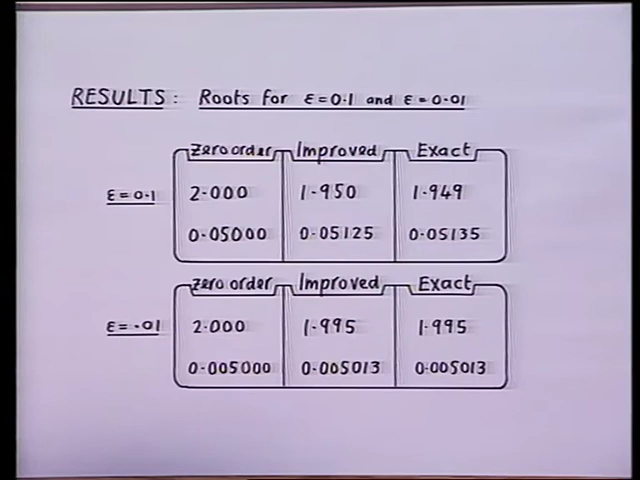 RESULTS: Roots for ε=0·1 and ε=0·01
Zero order Improved Exact
ε=0·1 2·000 1·950 1·949
0·05000 0·05125 0·05135
Zero order Improved Exact
ε=·01 2·000 1·995 1·995
0·005000 0·005013 0·005013